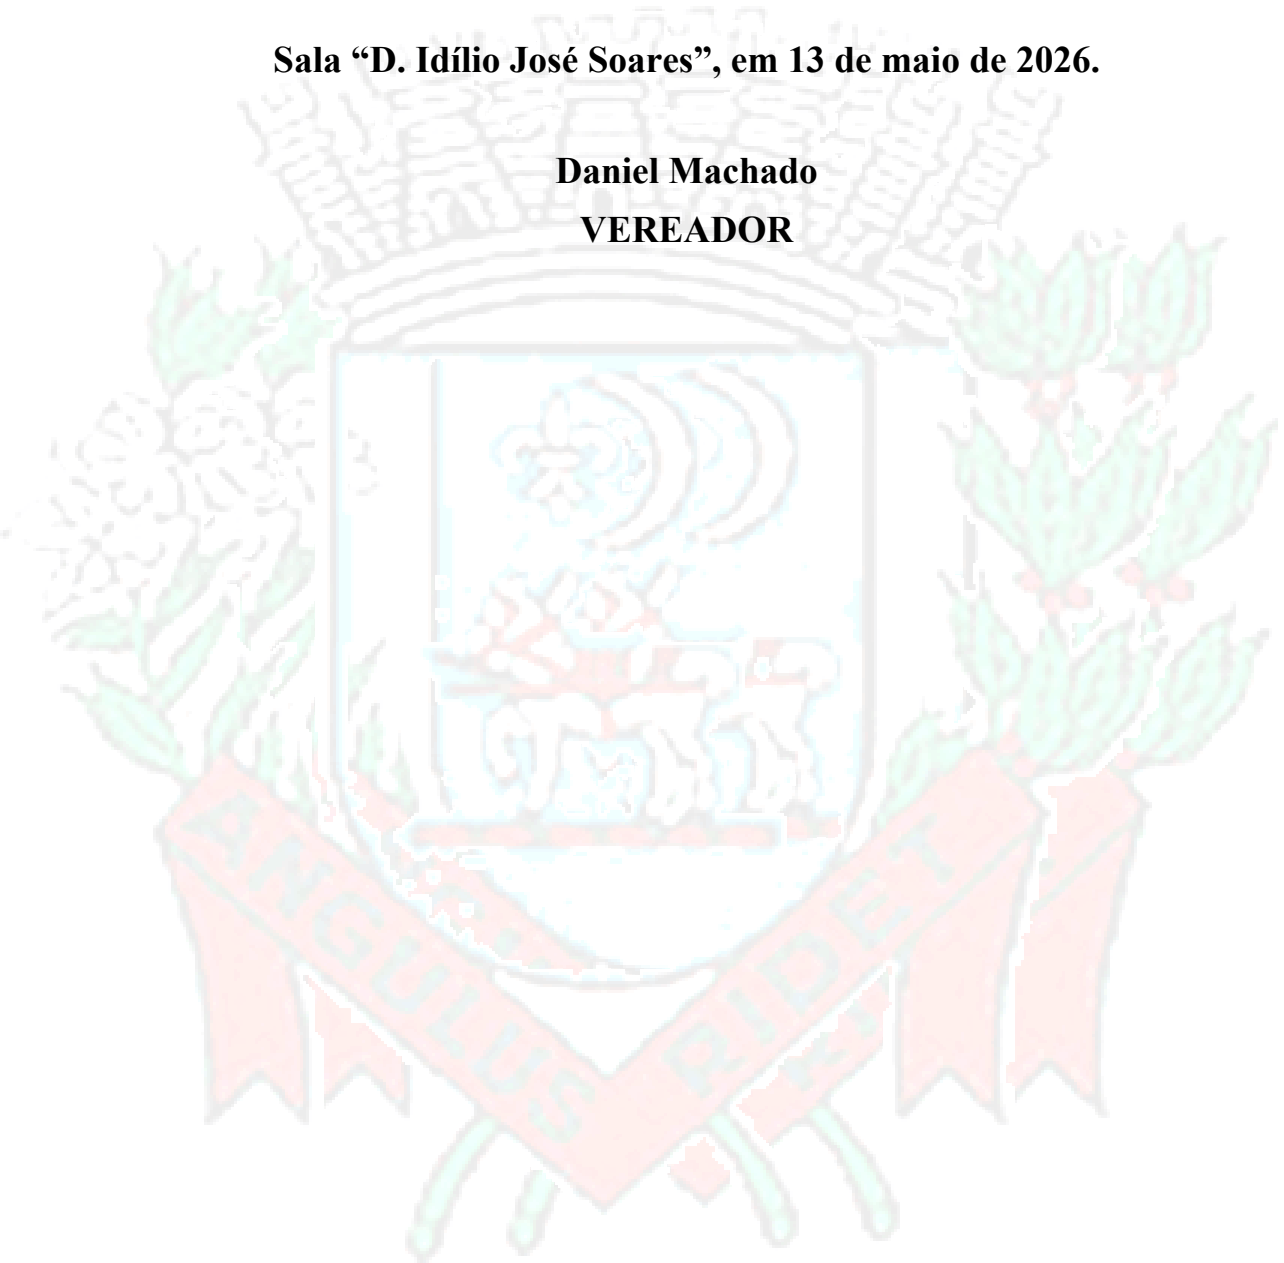 Sala “D. Idílio José Soares”, em 13 de maio de 2026.
Daniel Machado
VEREADOR
ANGULUS RIDET